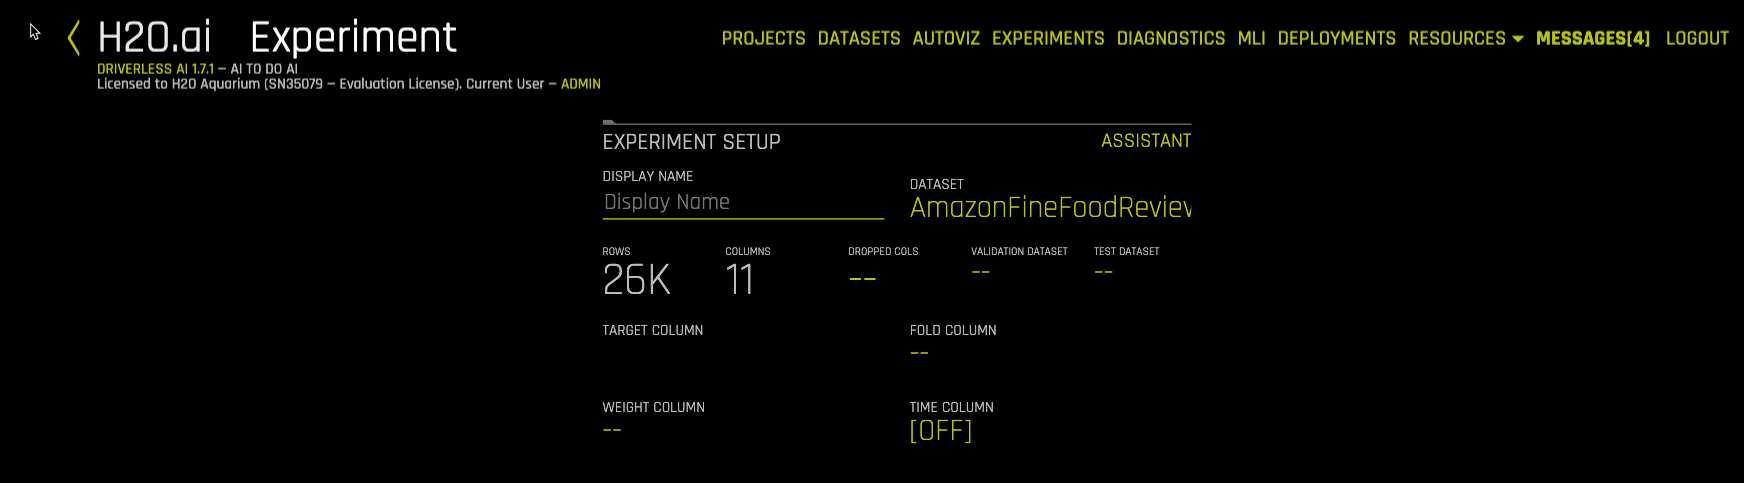 H2O.ai Experiment
PROJECTS DATASETS AUTOVIZ EXPERIMENTS DIAGNOSTICS MLI DEPLOYMENTS RESOURCES MESSAGES[4] LOGOUT
DRIVERLESS AI 1.7.1 – AI TO DO AI
Licensed to H2O Aquarium (SN35079 – Evaluation License). Current User – ADMIN
EXPERIMENT SETUP ASSISTANT
DISPLAY NAME
Display Name
DATASET
AmazonFineFoodReview
ROWS COLUMNS DROPPED COLS VALIDATION DATASET TEST DATASET
26K 11 -- -- --
TARGET COLUMN FOLD COLUMN
--
WEIGHT COLUMN TIME COLUMN
-- [OFF]